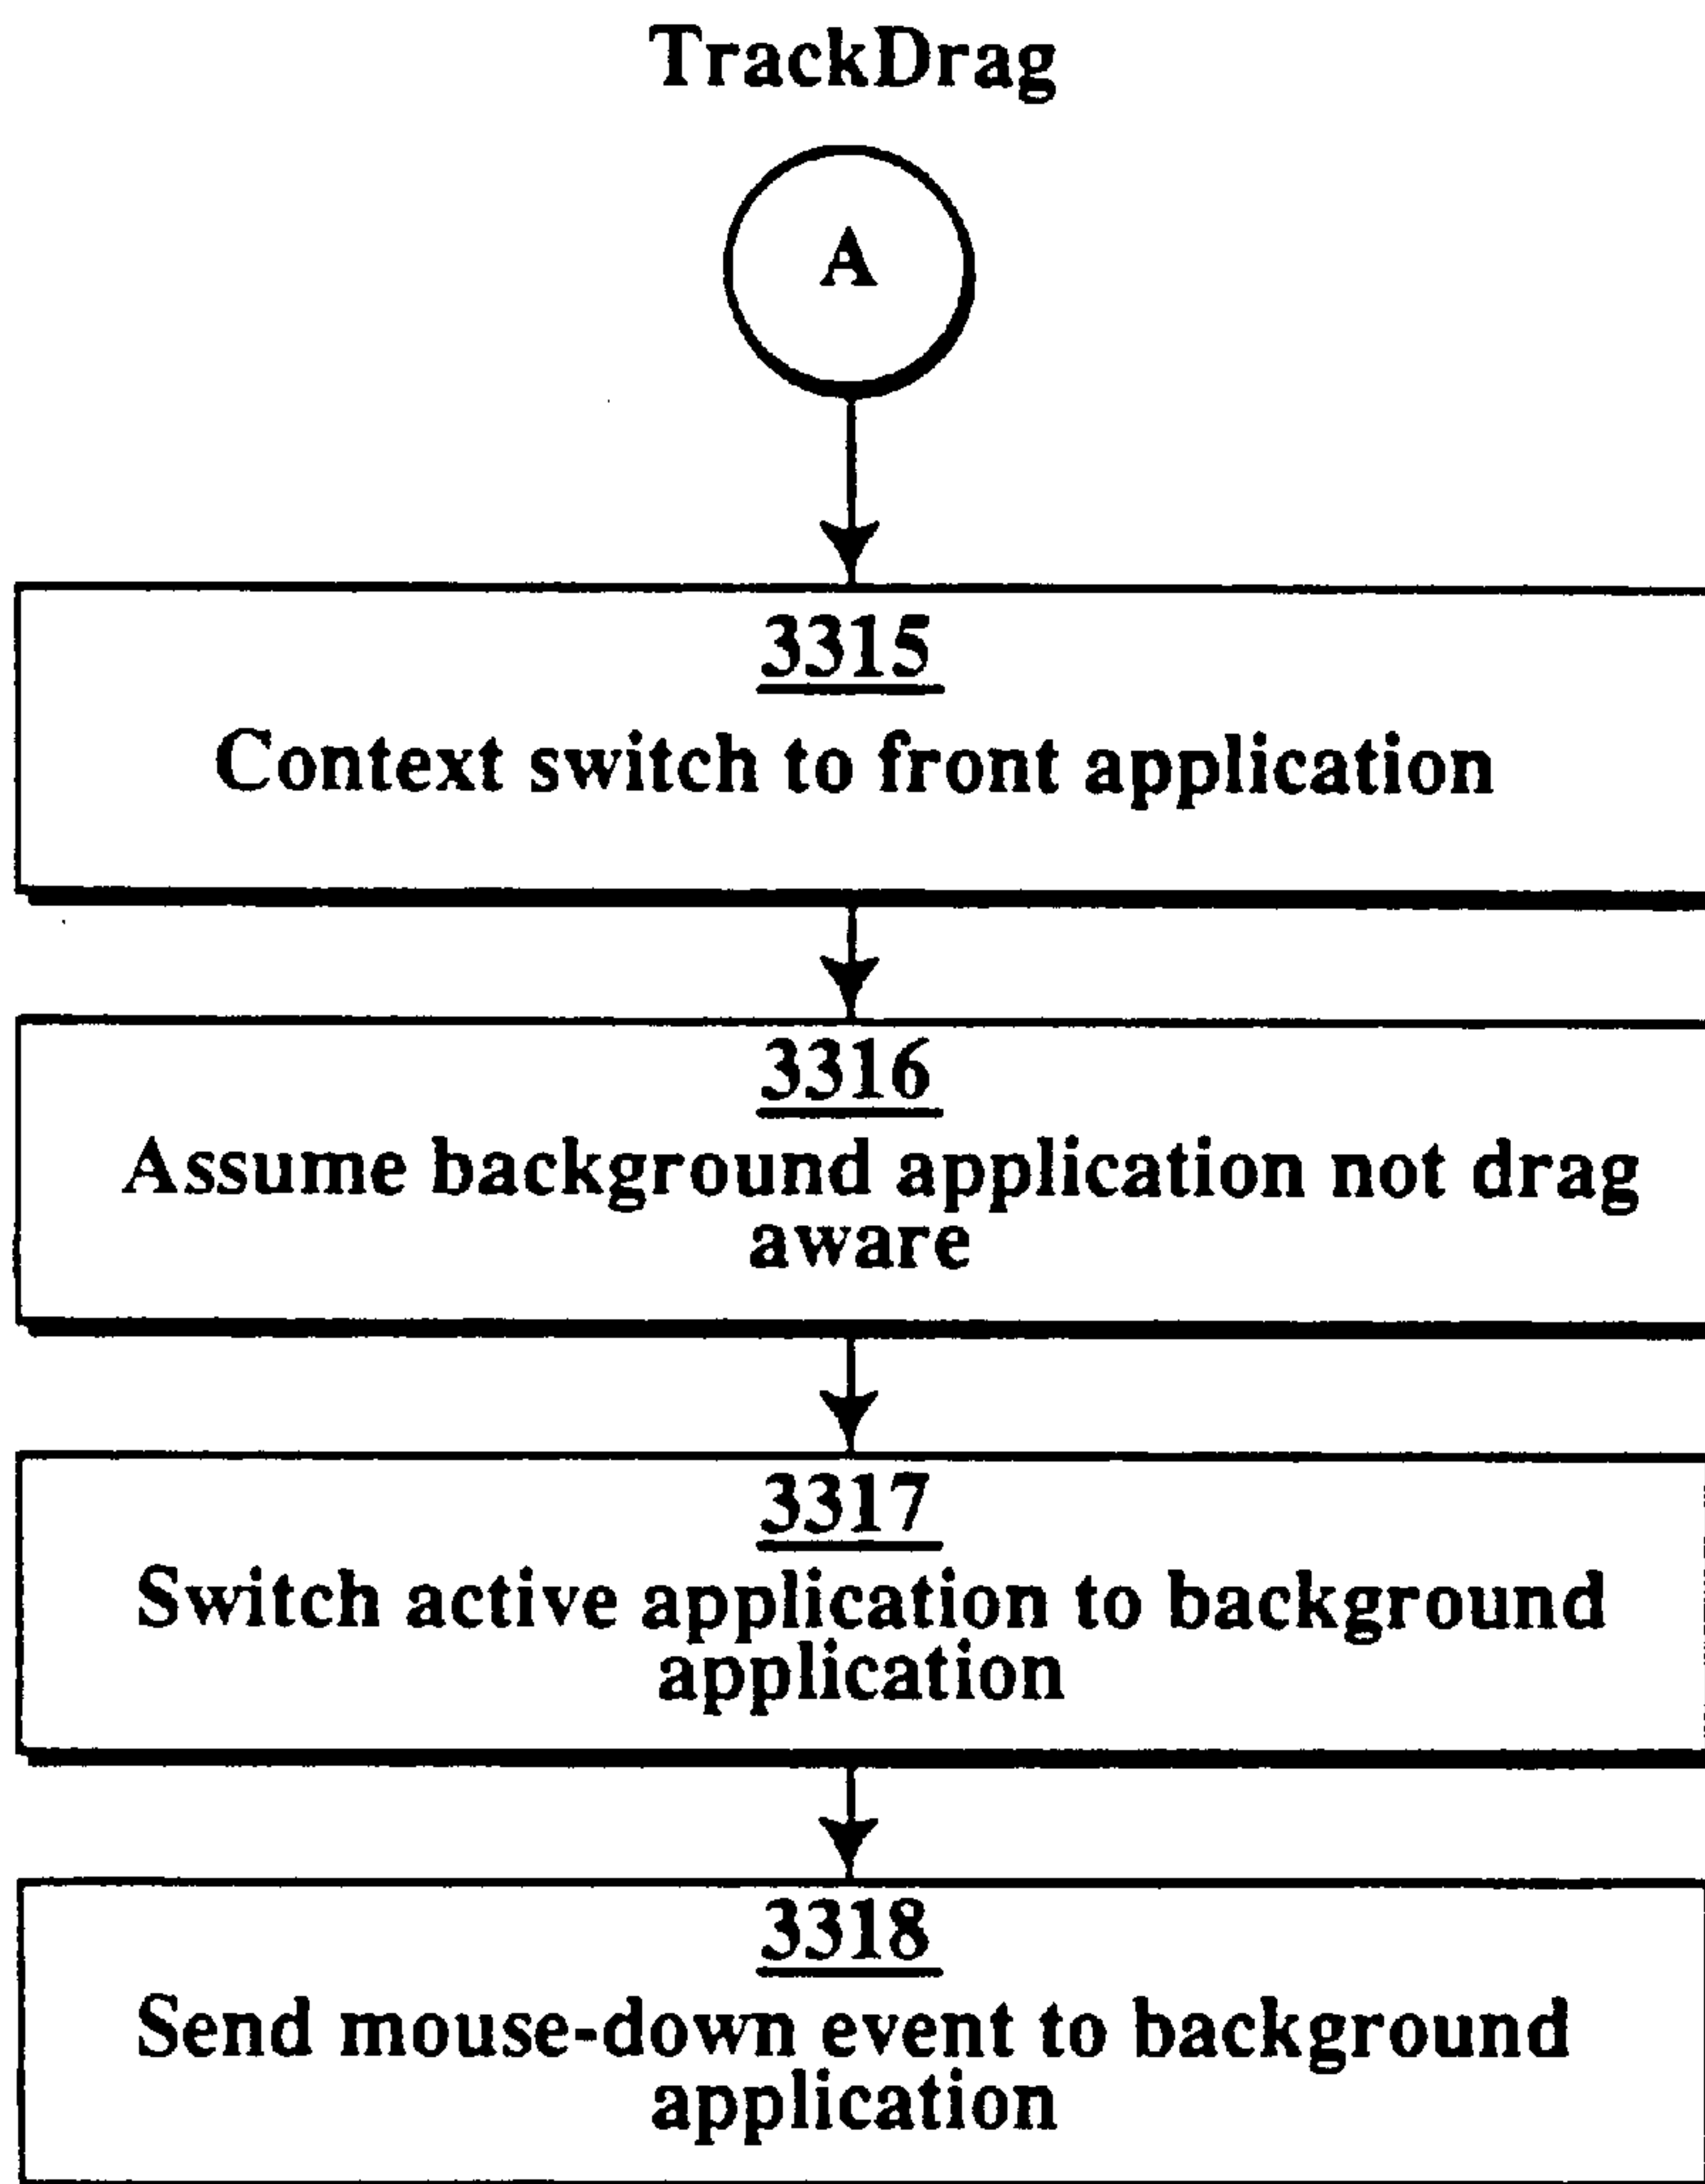 TrackDrag
A
3315
Context switch to front application
3316
Assume background application not drag
aware
3317
Switch active application to background
application
3318
Send mouse-down event to background
application